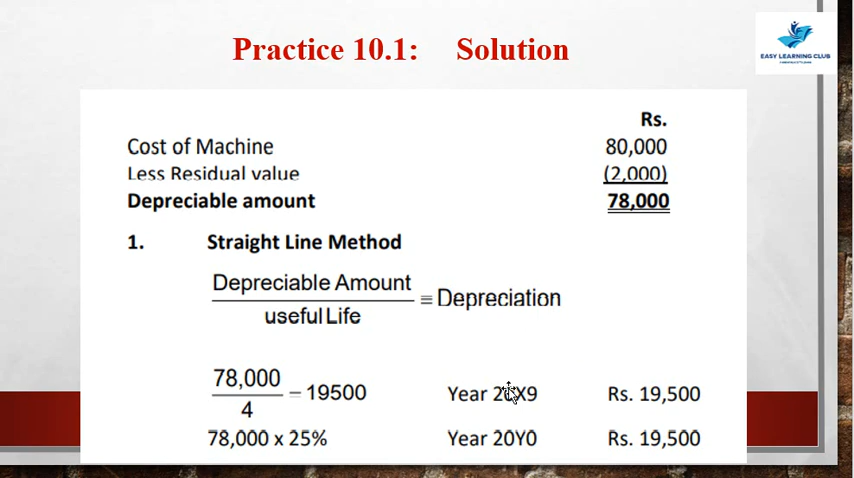 Practice 10.1: Solution
EASY LEARNING CLUB
Rs.
Cost of Machine 80,000
Less Residual value (2,000)
Depreciable amount 78,000
1. Straight Line Method
Depreciable Amount
= Depreciation
useful Life
78,000
= 19500 Year 20X9 Rs. 19,500
4
78,000 x 25% Year 20Y0 Rs. 19,500